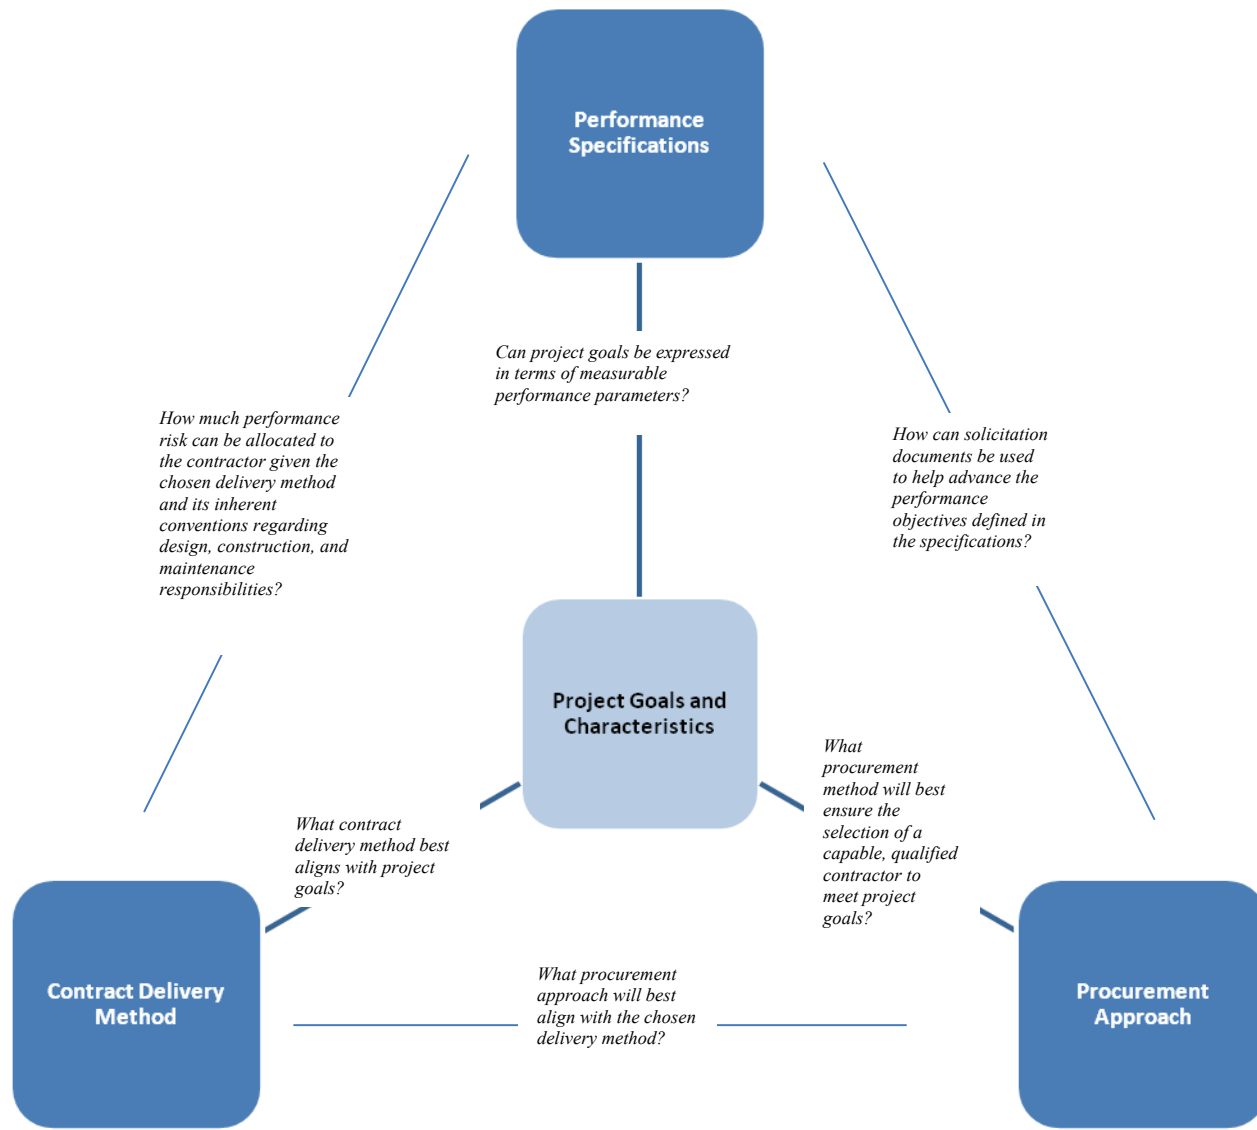 Performance
Specifications
Can project goals be expressed
in terms of measurable
performance parameters?
How much performance
risk can be allocated to
the contractor given the
chosen delivery method
and its inherent
conventions regarding
design, construction, and
maintenance
responsibilities?
How can solicitation
documents be used
to help advance the
performance
objectives defined in
the specifications?
Project Goals and
Characteristics
What
procurement
method will best
ensure the
selection of a
capable, qualified
contractor to
meet project
goals?
What contract
delivery method best
aligns with project
goals?
Contract Delivery
Method
What procurement
approach will best
align with the chosen
delivery method?
Procurement
Approach